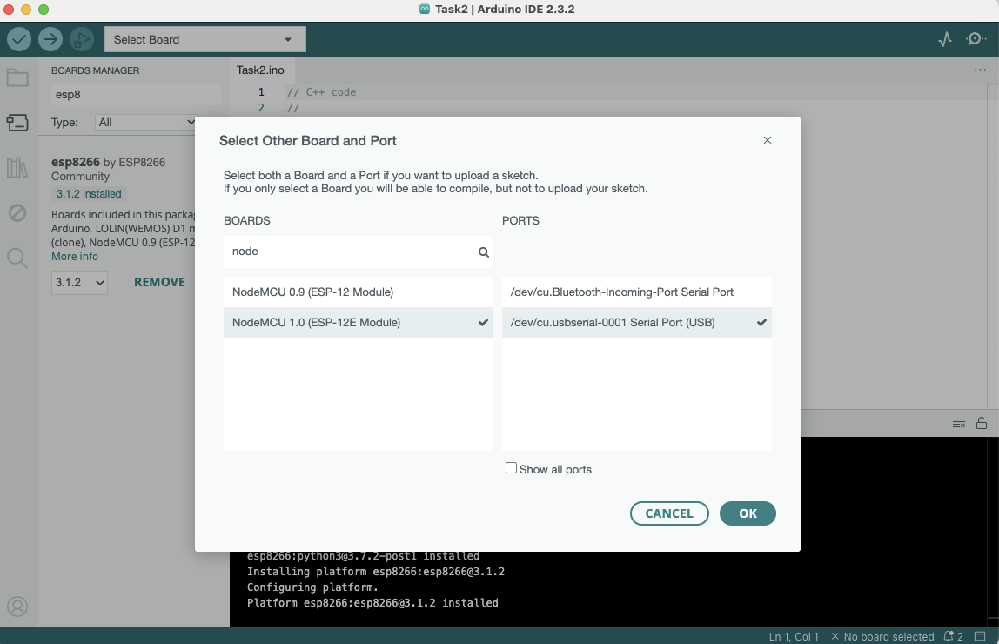 Task2 | Arduino IDE 2.3.2
Select Board
BOARDS MANAGER
esp8
Type: All
esp8266 by ESP8266
Community
3.1.2 installed
Boards included in this packa
Arduino, LOLIN(WEMOS) D1 m
(clone), NodeMCU 0.9 (ESP-12
More info
3.1.2 REMOVE
Task2.ino
1 // C++ code
2 //
Select Other Board and Port
Select both a Board and a Port if you want to upload a sketch.
If you only select a Board you will be able to compile, but not to upload your sketch.
BOARDS
node
NodeMCU 0.9 (ESP-12 Module)
NodeMCU 1.0 (ESP-12E Module)
PORTS
/dev/cu.Bluetooth-Incoming-Port Serial Port
/dev/cu.usbserial-0001 Serial Port (USB)
Show all ports
CANCEL OK
esp8266:python3@3.7.2-post1 installed
Installing platform esp8266:esp8266@3.1.2
Configuring platform.
Platform esp8266:esp8266@3.1.2 installed
Ln 1, Col 1 × No board selected 2